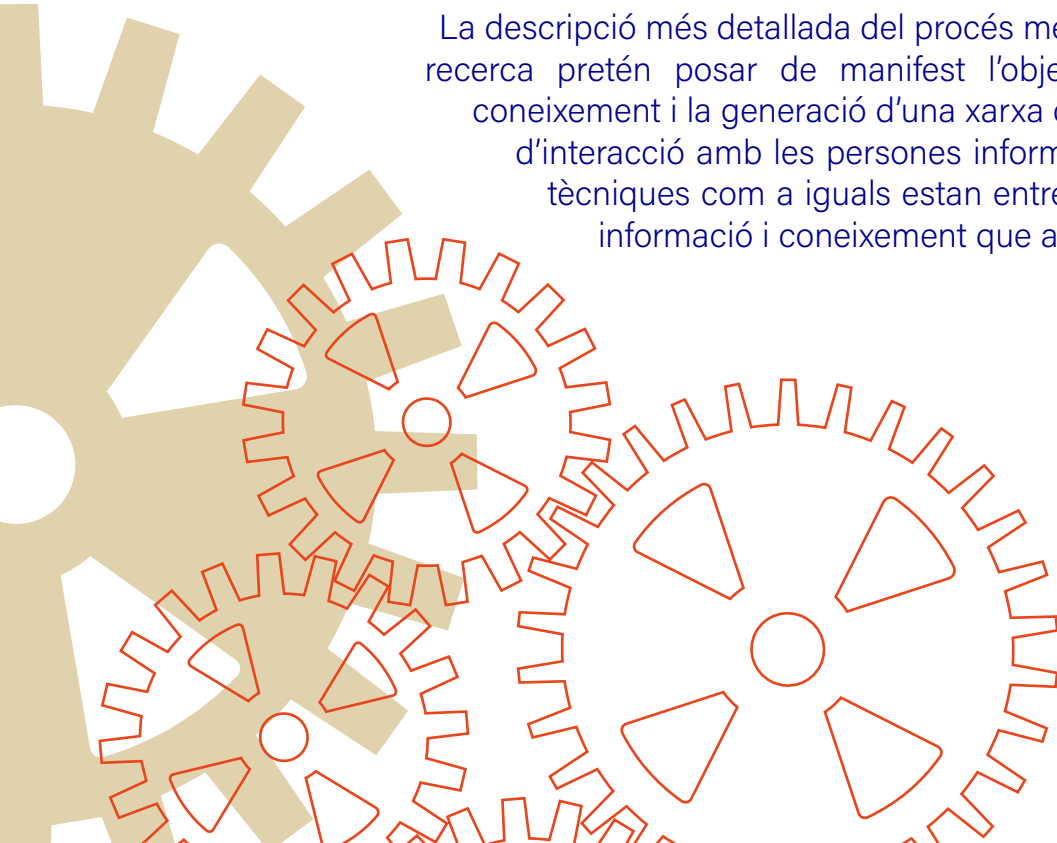 La descripció més detallada del procés me
recerca pretén posar de manifest l’obje
coneixement i la generació d’una xarxa
d’interacció amb les persones inform
tècniques com a iguals estan entre
informació i coneixement que a